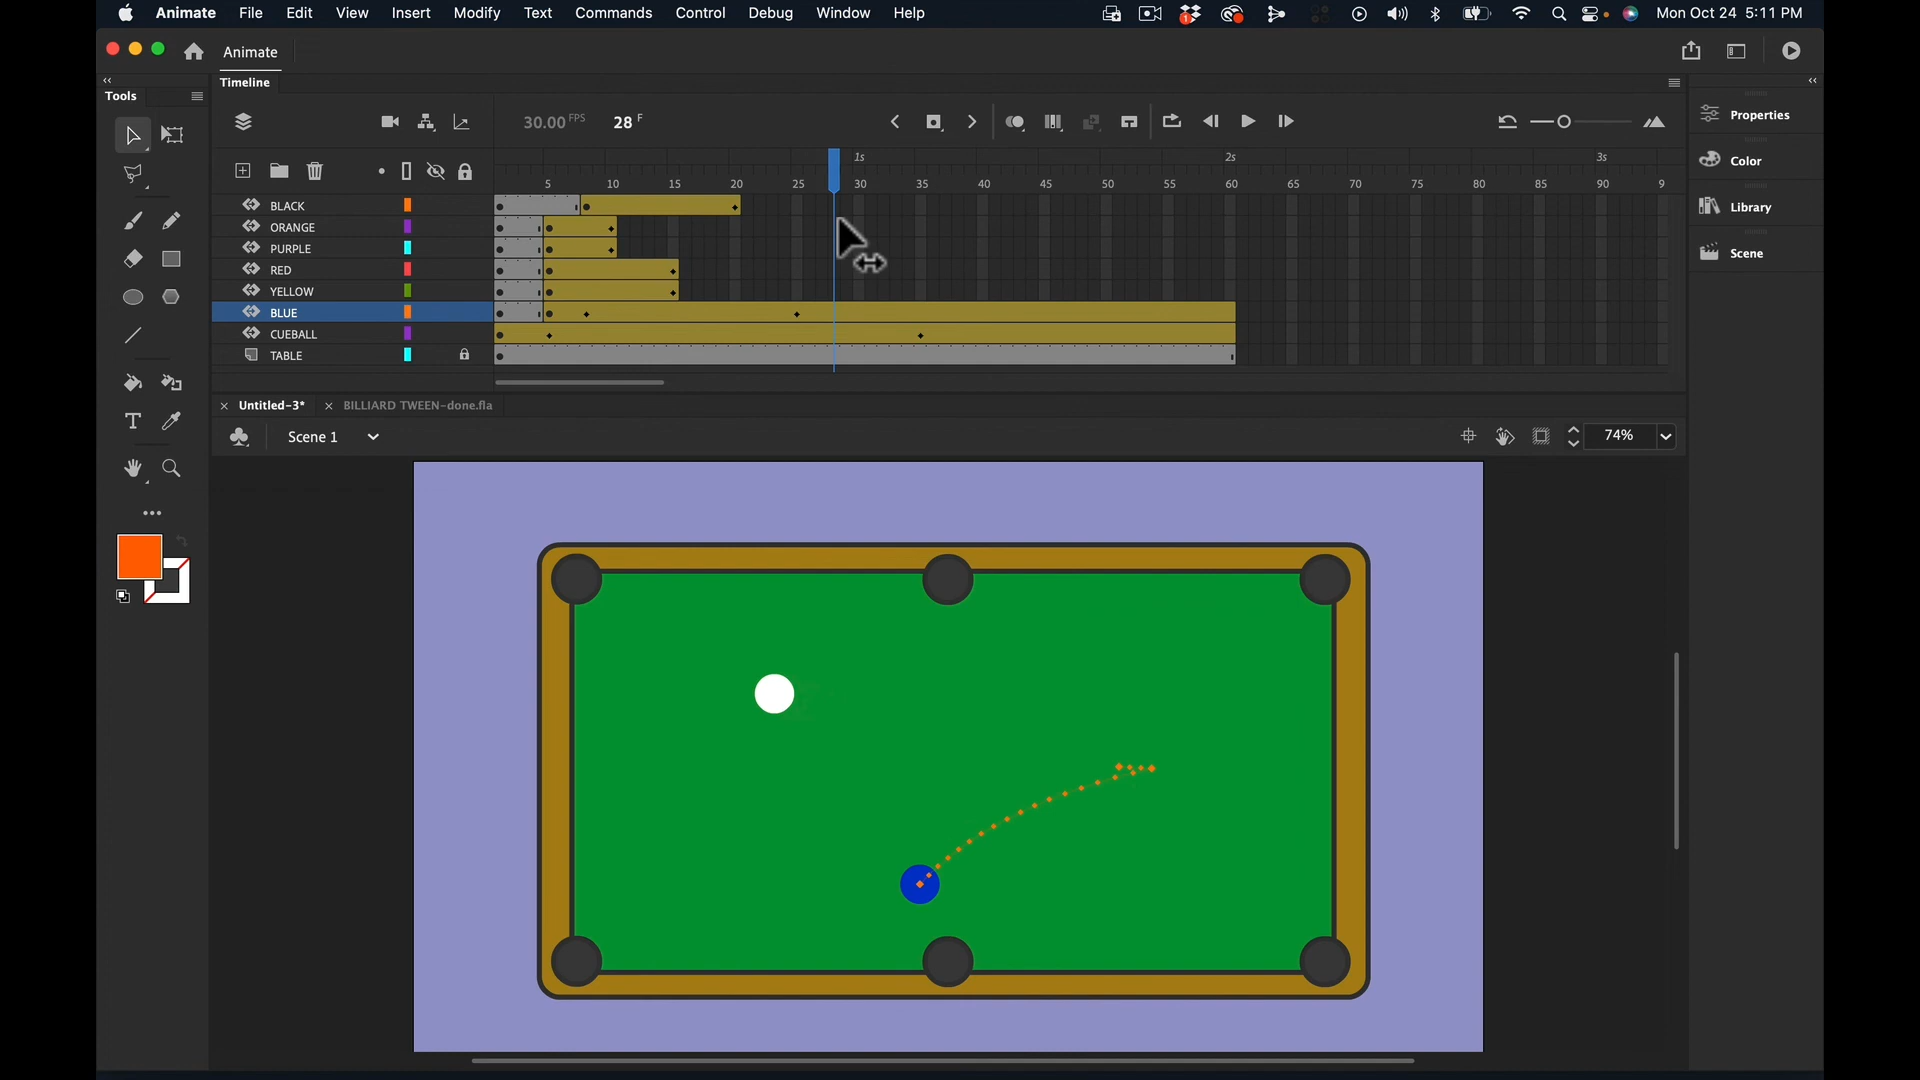 Animate File Edit View Insert Modify Text Commands Control Debug Window Help 1 Mon Oct 24 5:11 PM
Animate
Tools
Timeline
30.00 FPS 28 F
1s 2s 3s
5 10 15 20 25 30 35 40 45 50 55 60 65 70 75 80 85 90 9
BLACK
ORANGE
PURPLE
RED
YELLOW
BLUE
CUEBALL
TABLE
Properties
Color
Library
Scene
× Untitled-3* × BILLIARD TWEEN-done.fla
Scene 1 74%